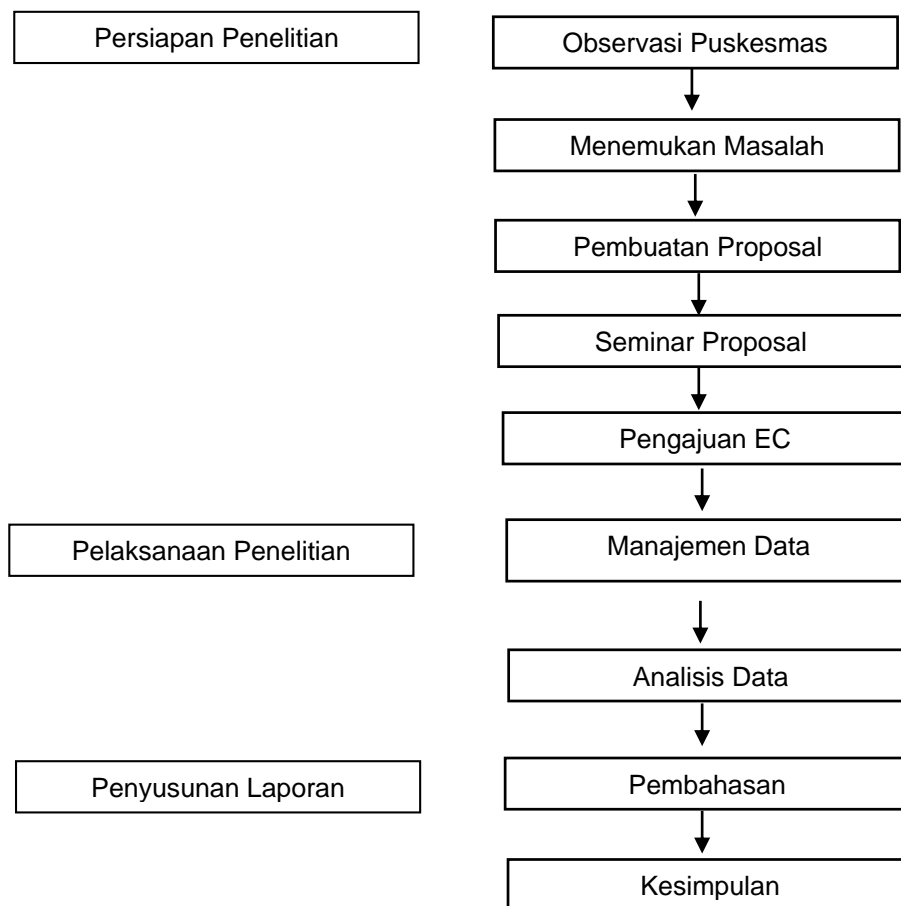 Persiapan Penelitian
Observasi Puskesmas
Menemukan Masalah
Pembuatan Proposal
Seminar Proposal
Pengajuan EC
Pelaksanaan Penelitian
Manajemen Data
Analisis Data
Penyusunan Laporan
Pembahasan
Kesimpulan